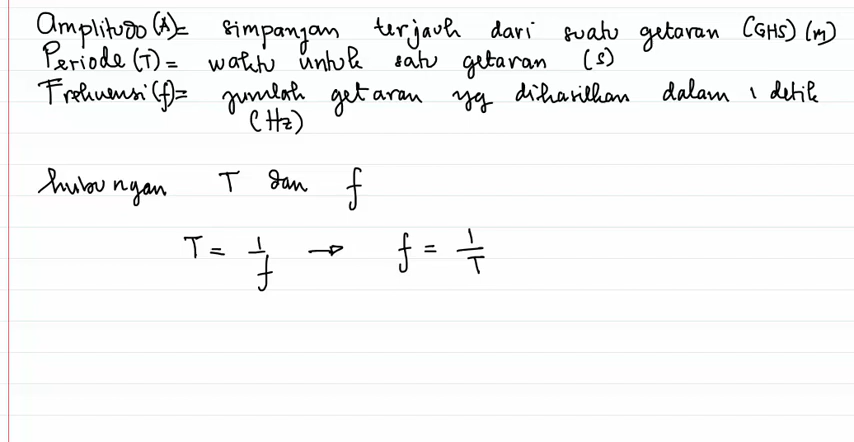 Amplitudo (A) = simpangan terjauh dari suatu getaran (GHS) (m)
Periode (T) = waktu untuk satu getaran (s)
Frekuensi (f) = jumlah getaran yg dihasilkan dalam 1 detik
(Hz)
hubungan T dan f
T = 1/f → f = 1/T